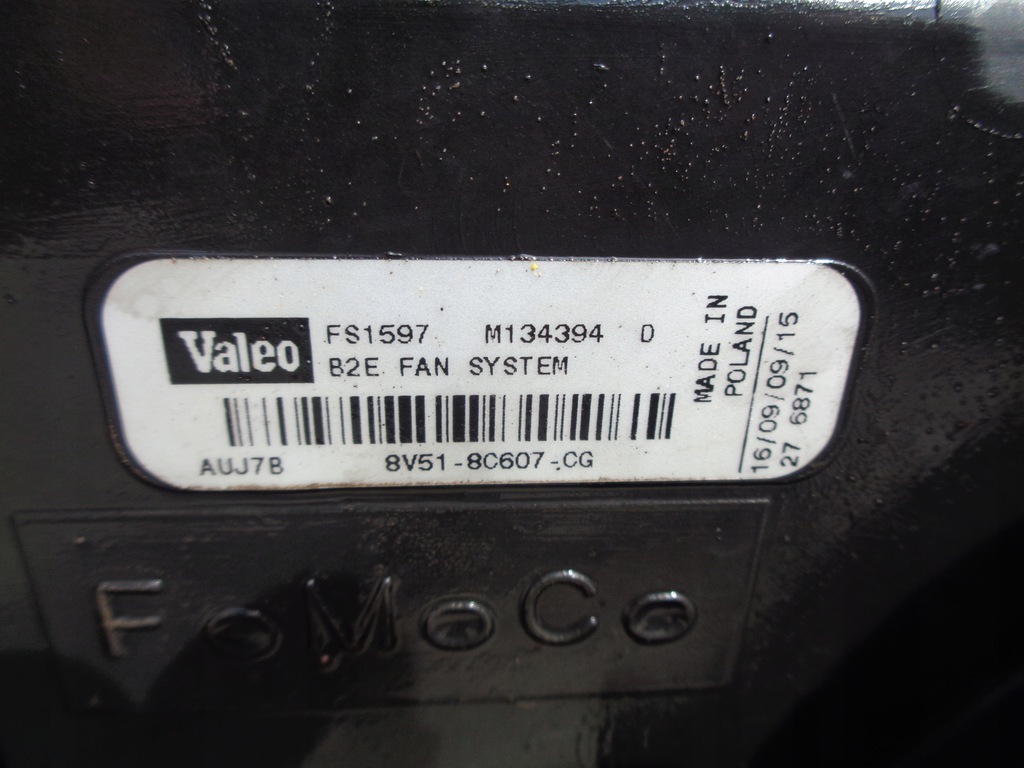 Valeo FS1597 M134394 D
B2E FAN SYSTEM
AUJ7B 8V51-8C607-CG
MADE IN
POLAND
16/09/09/15
27 6871
FoMoCo